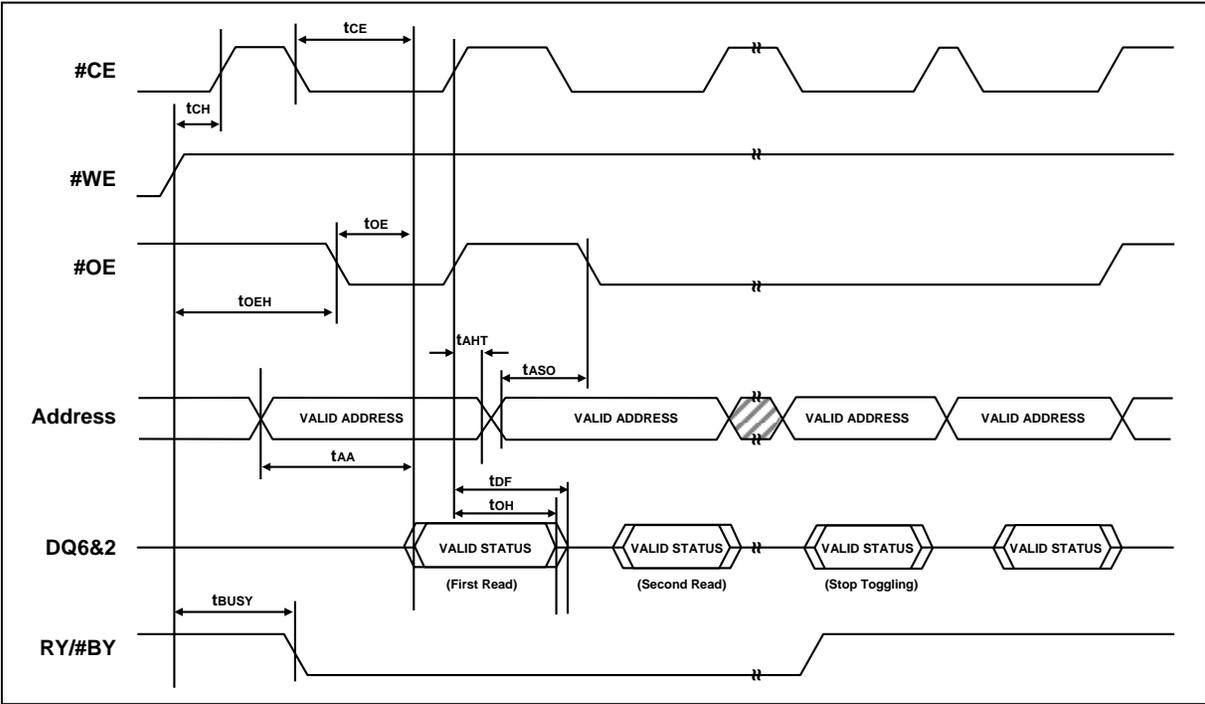 tCE
#CE
tCH
#WE
tOE
#OE
tOEH
tAHT
tASO
Address
VALID ADDRESS
VALID ADDRESS
VALID ADDRESS
VALID ADDRESS
tAA
tDF
tOH
DQ6&2
VALID STATUS
VALID STATUS
VALID STATUS
VALID STATUS
(First Read)
(Second Read)
(Stop Toggling)
tBUSY
RY/#BY